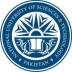 NATIONAL UNIVERSITY OF SCIENCES & TECHNOLOGY
PAKISTAN